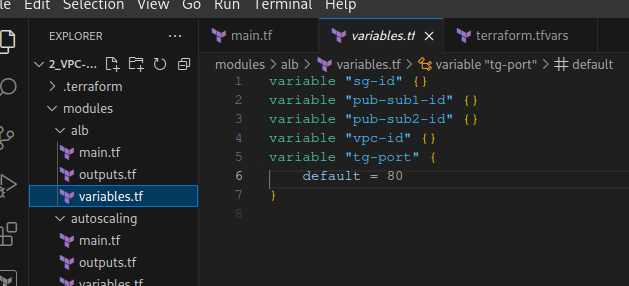 le Edit Selection View Go Run Terminal Help
EXPLORER ...
main.tf variables.tf terraform.tfvars
2_VPC-...
.terraform
modules
alb
main.tf
outputs.tf
variables.tf
autoscaling
main.tf
outputs.tf
variables.tf
modules > alb > variables.tf > variable "tg-port" > default
1 variable "sg-id" {}
2 variable "pub-sub1-id" {}
3 variable "pub-sub2-id" {}
4 variable "vpc-id" {}
5 variable "tg-port" {
6 default = 80
7 }
8